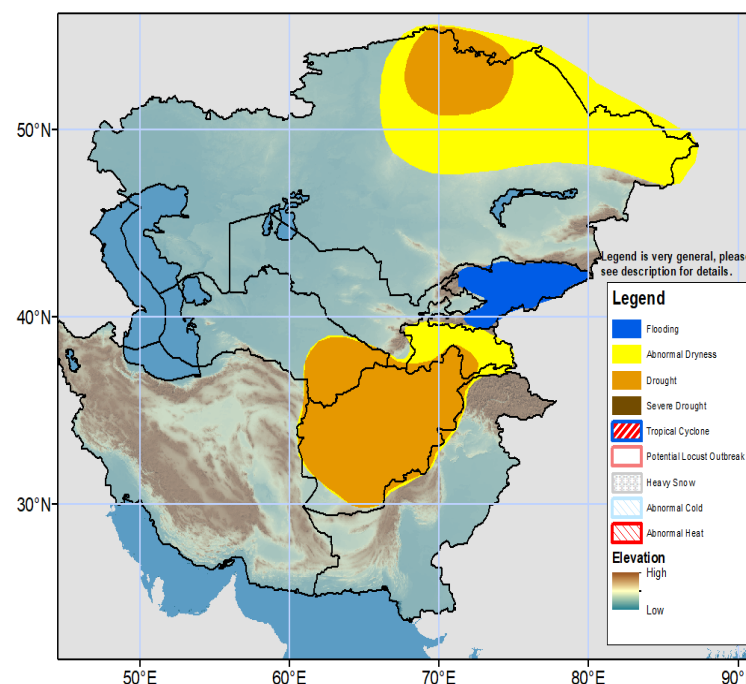 50°N
40°N
30°N
Legend is very general, please
see description for details.
Legend
Flooding
Abnormal Dryness
Drought
Severe Drought
Tropical Cyclone
Potential Locust Outbreak
Heavy Snow
Abnormal Cold
Abnormal Heat
Elevation
High
Low
50°E
60°E
70°E
80°E
90°